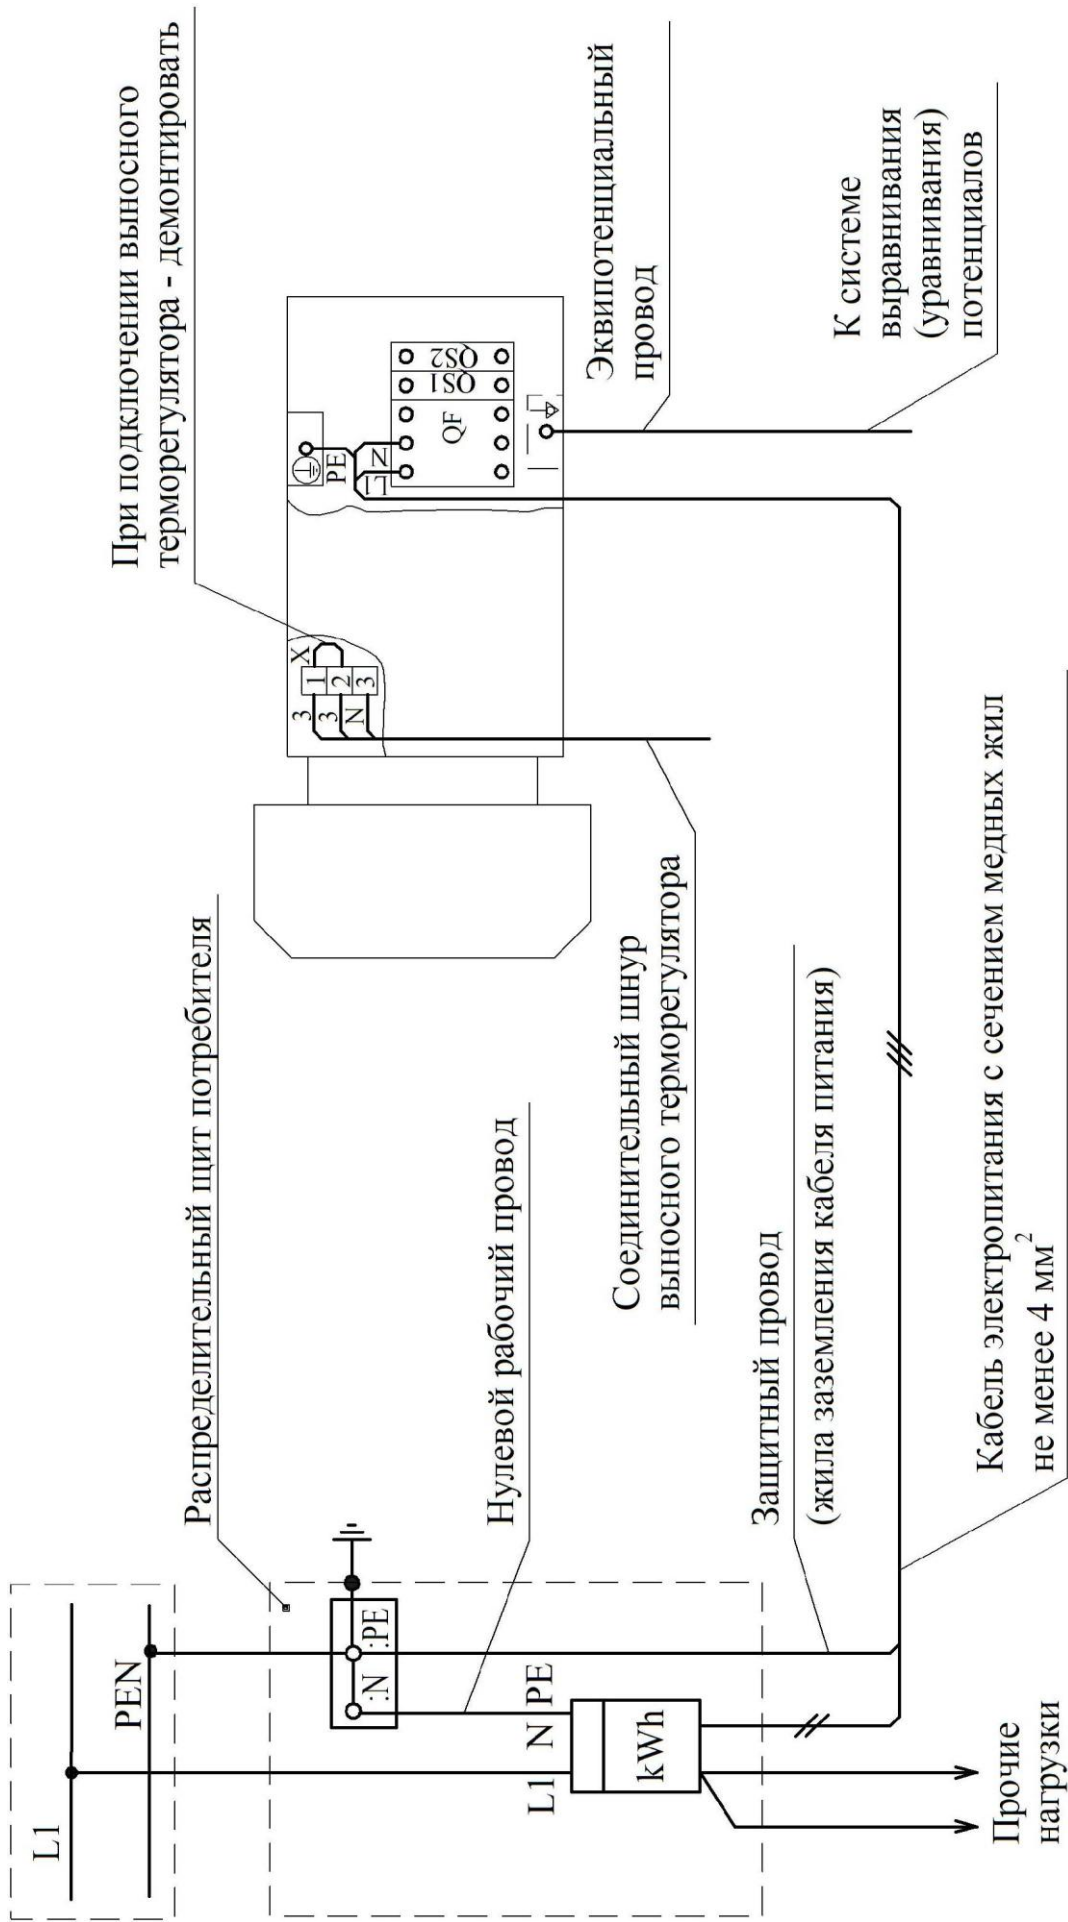 L1
PEN
Распределительный щит потребителя
:N
:PE
Нулевой рабочий провод
L1 N PE
kWh
Прочие
нагрузки
Защитный провод
(жила заземления кабеля питания)
Кабель электропитания с сечением медных жил
не менее 4 мм²
Соединительный шнур
выносного терморегулятора
При подключении выносного
терморегулятора - демонтировать
X
3
3
N
1
2
3
PE
L1
N
QF
QS1
QS2
Эквипотенциальный
провод
К системе
выравнивания
(уравнивания)
потенциалов